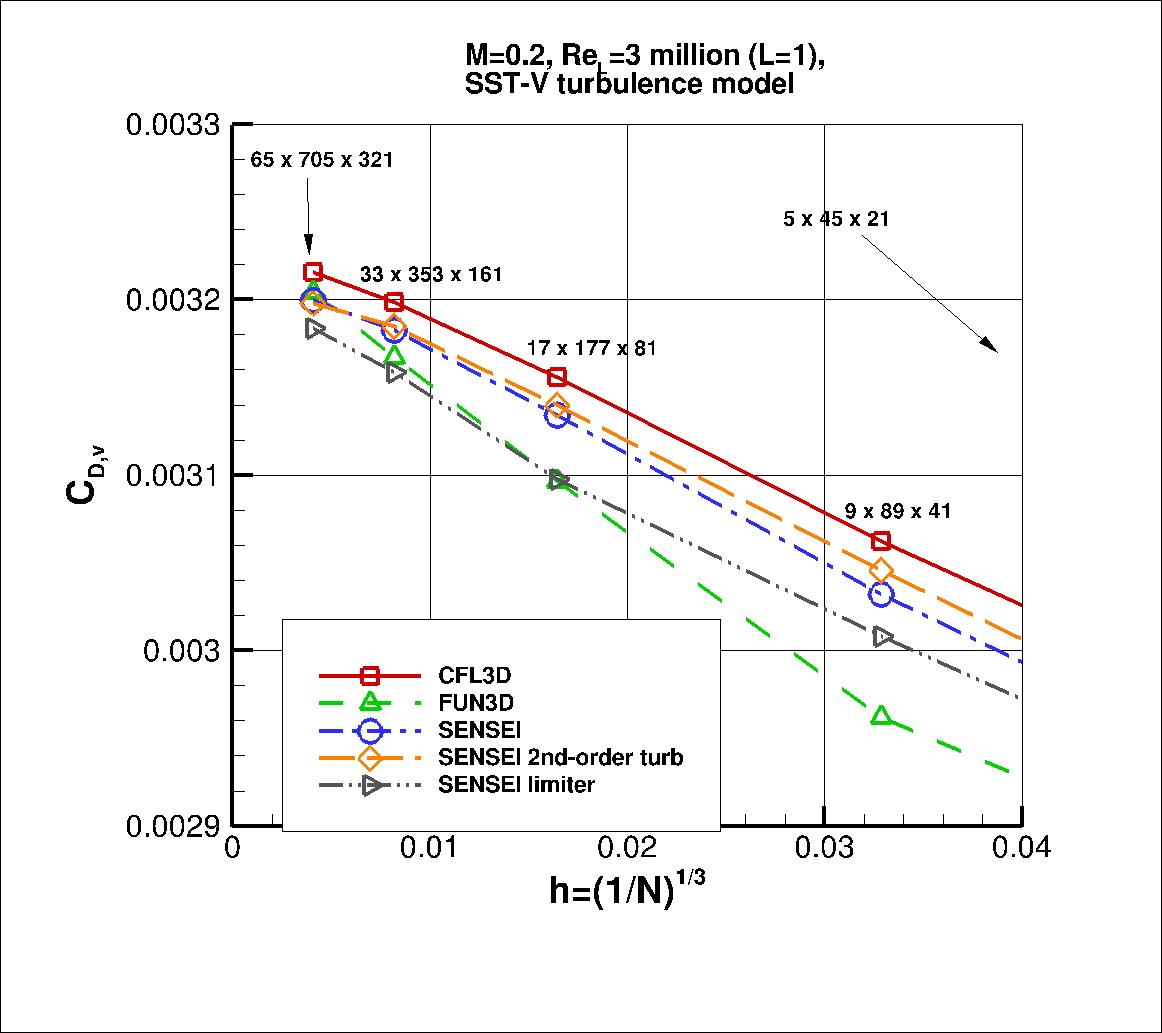 M=0.2, Re_L=3 million (L=1),
SST-V turbulence model
0.0033
65 x 705 x 321
5 x 45 x 21
33 x 353 x 161
0.0032
17 x 177 x 81
C_D,v
0.0031
9 x 89 x 41
0.003
CFL3D
FUN3D
SENSEI
SENSEI 2nd-order turb
SENSEI limiter
0.0029
0 0.01 0.02 0.03 0.04
h=(1/N)^1/3